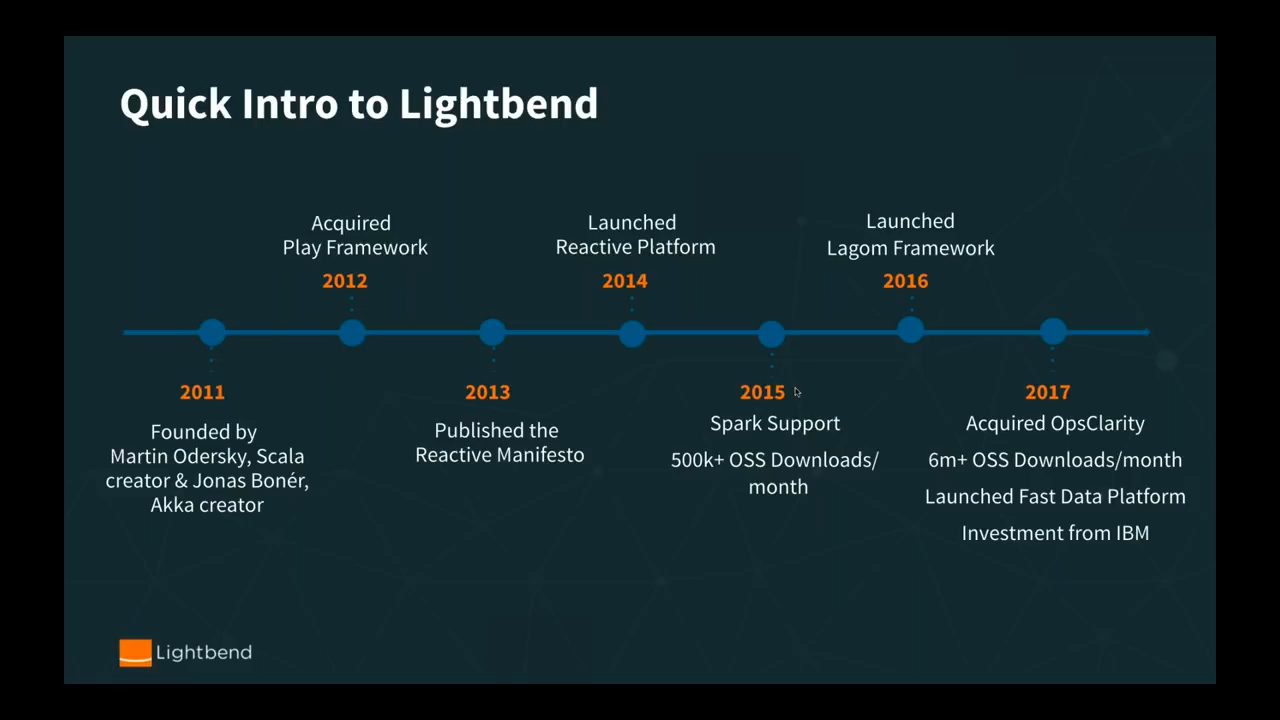 Quick Intro to Lightbend
Acquired
Play Framework
2012
Launched
Reactive Platform
2014
Launched
Lagom Framework
2016
2011
Founded by
Martin Odersky, Scala
creator & Jonas Bonér,
Akka creator
2013
Published the
Reactive Manifesto
2015
Spark Support
500k+ OSS Downloads/
month
2017
Acquired OpsClarity
6m+ OSS Downloads/month
Launched Fast Data Platform
Investment from IBM
Lightbend